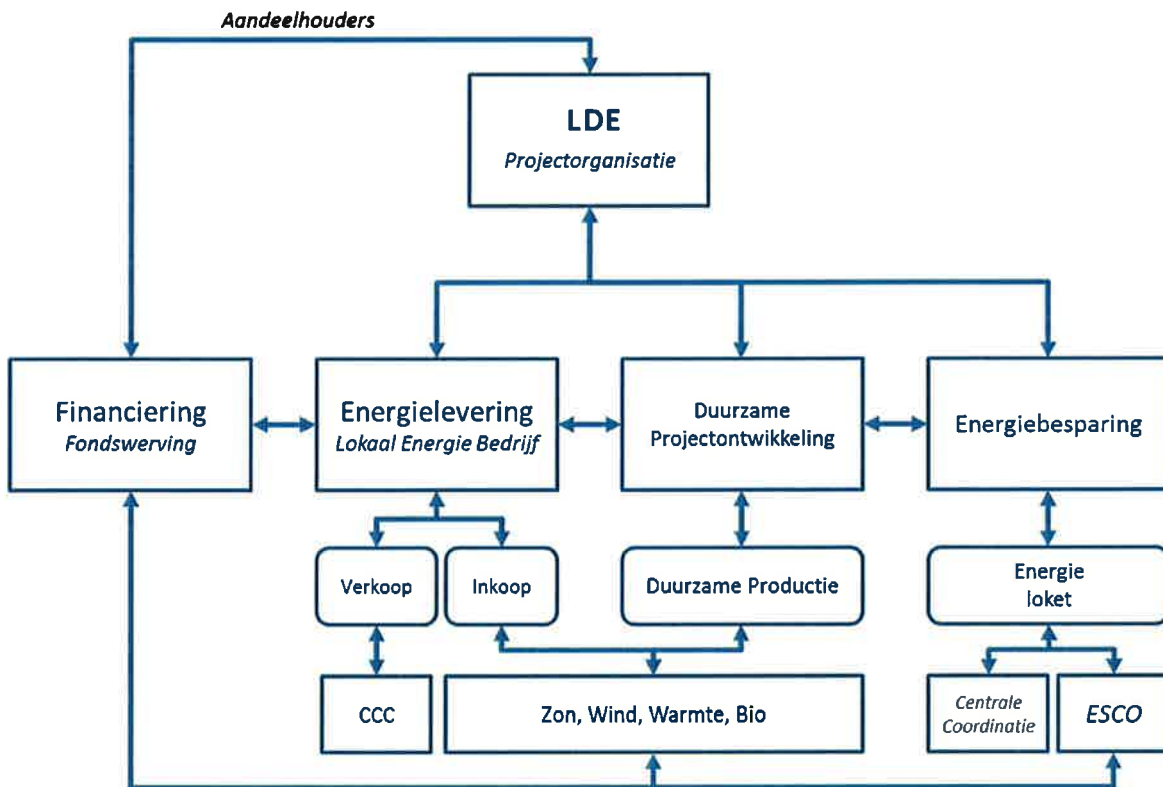 Aandeelhouders
LDE
Projectorganisatie
Financiering
Fondswerving
Energielevering
Lokaal Energie Bedrijf
Duurzame
Projectontwikkeling
Energiebesparing
Verkoop
Inkoop
Duurzame Productie
Energie
loket
CCC
Zon, Wind, Warmte, Bio
Centrale
Coordinatie
ESCO